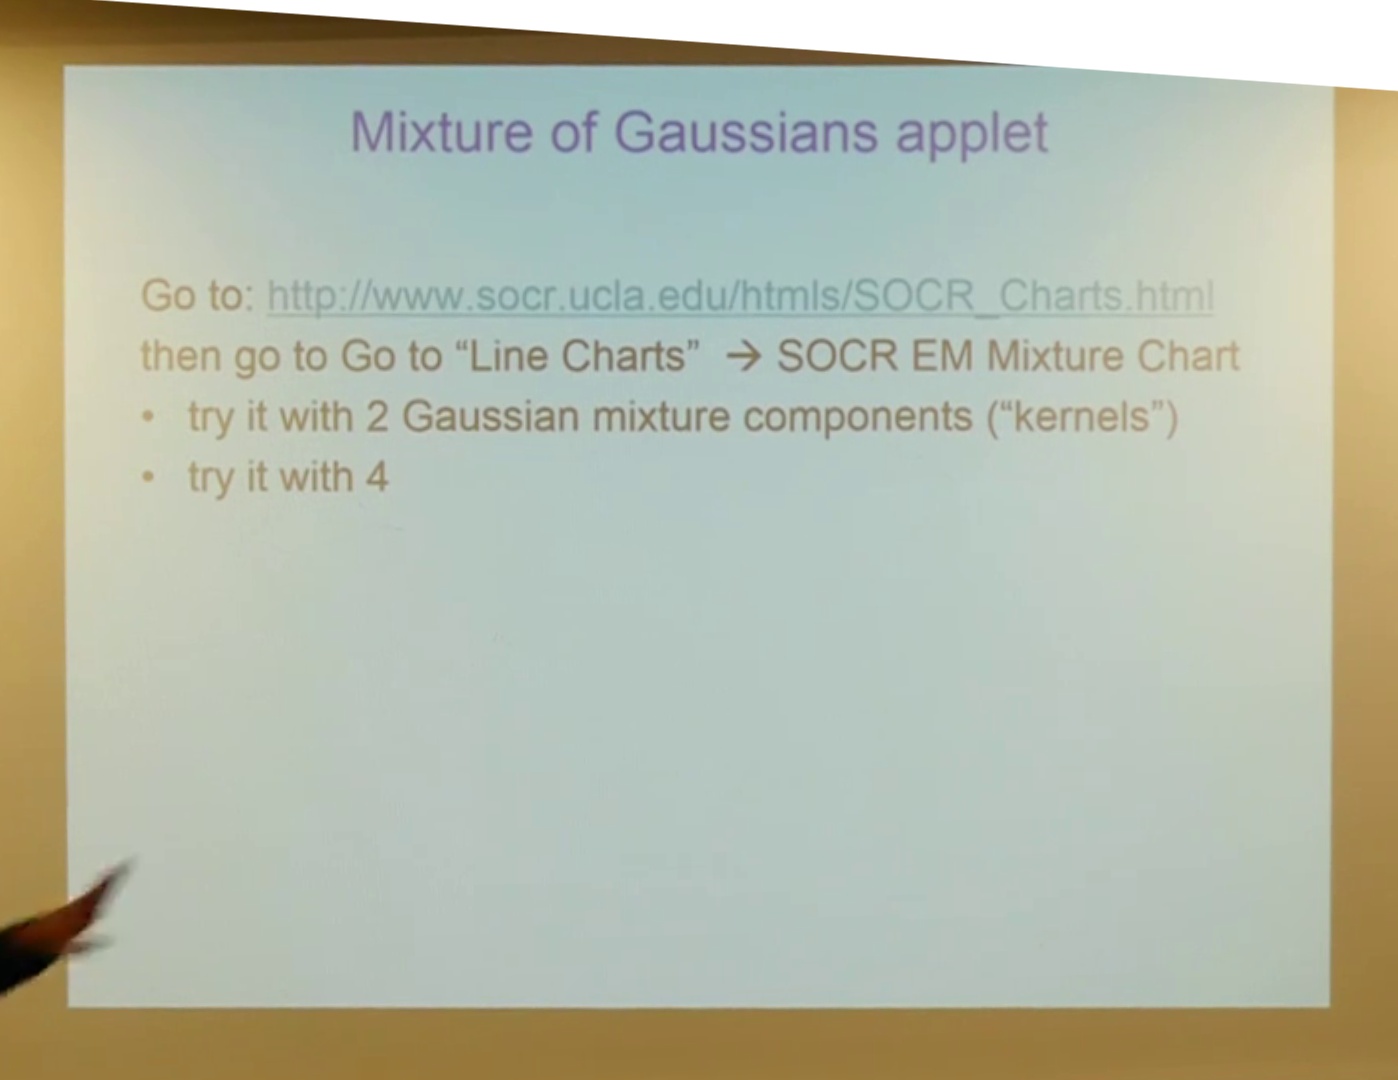 Mixture of Gaussians applet
Go to: http://www.socr.ucla.edu/htmls/SOCR_Charts.html
then go to Go to “Line Charts” → SOCR EM Mixture Chart
• try it with 2 Gaussian mixture components (“kernels”)
• try it with 4